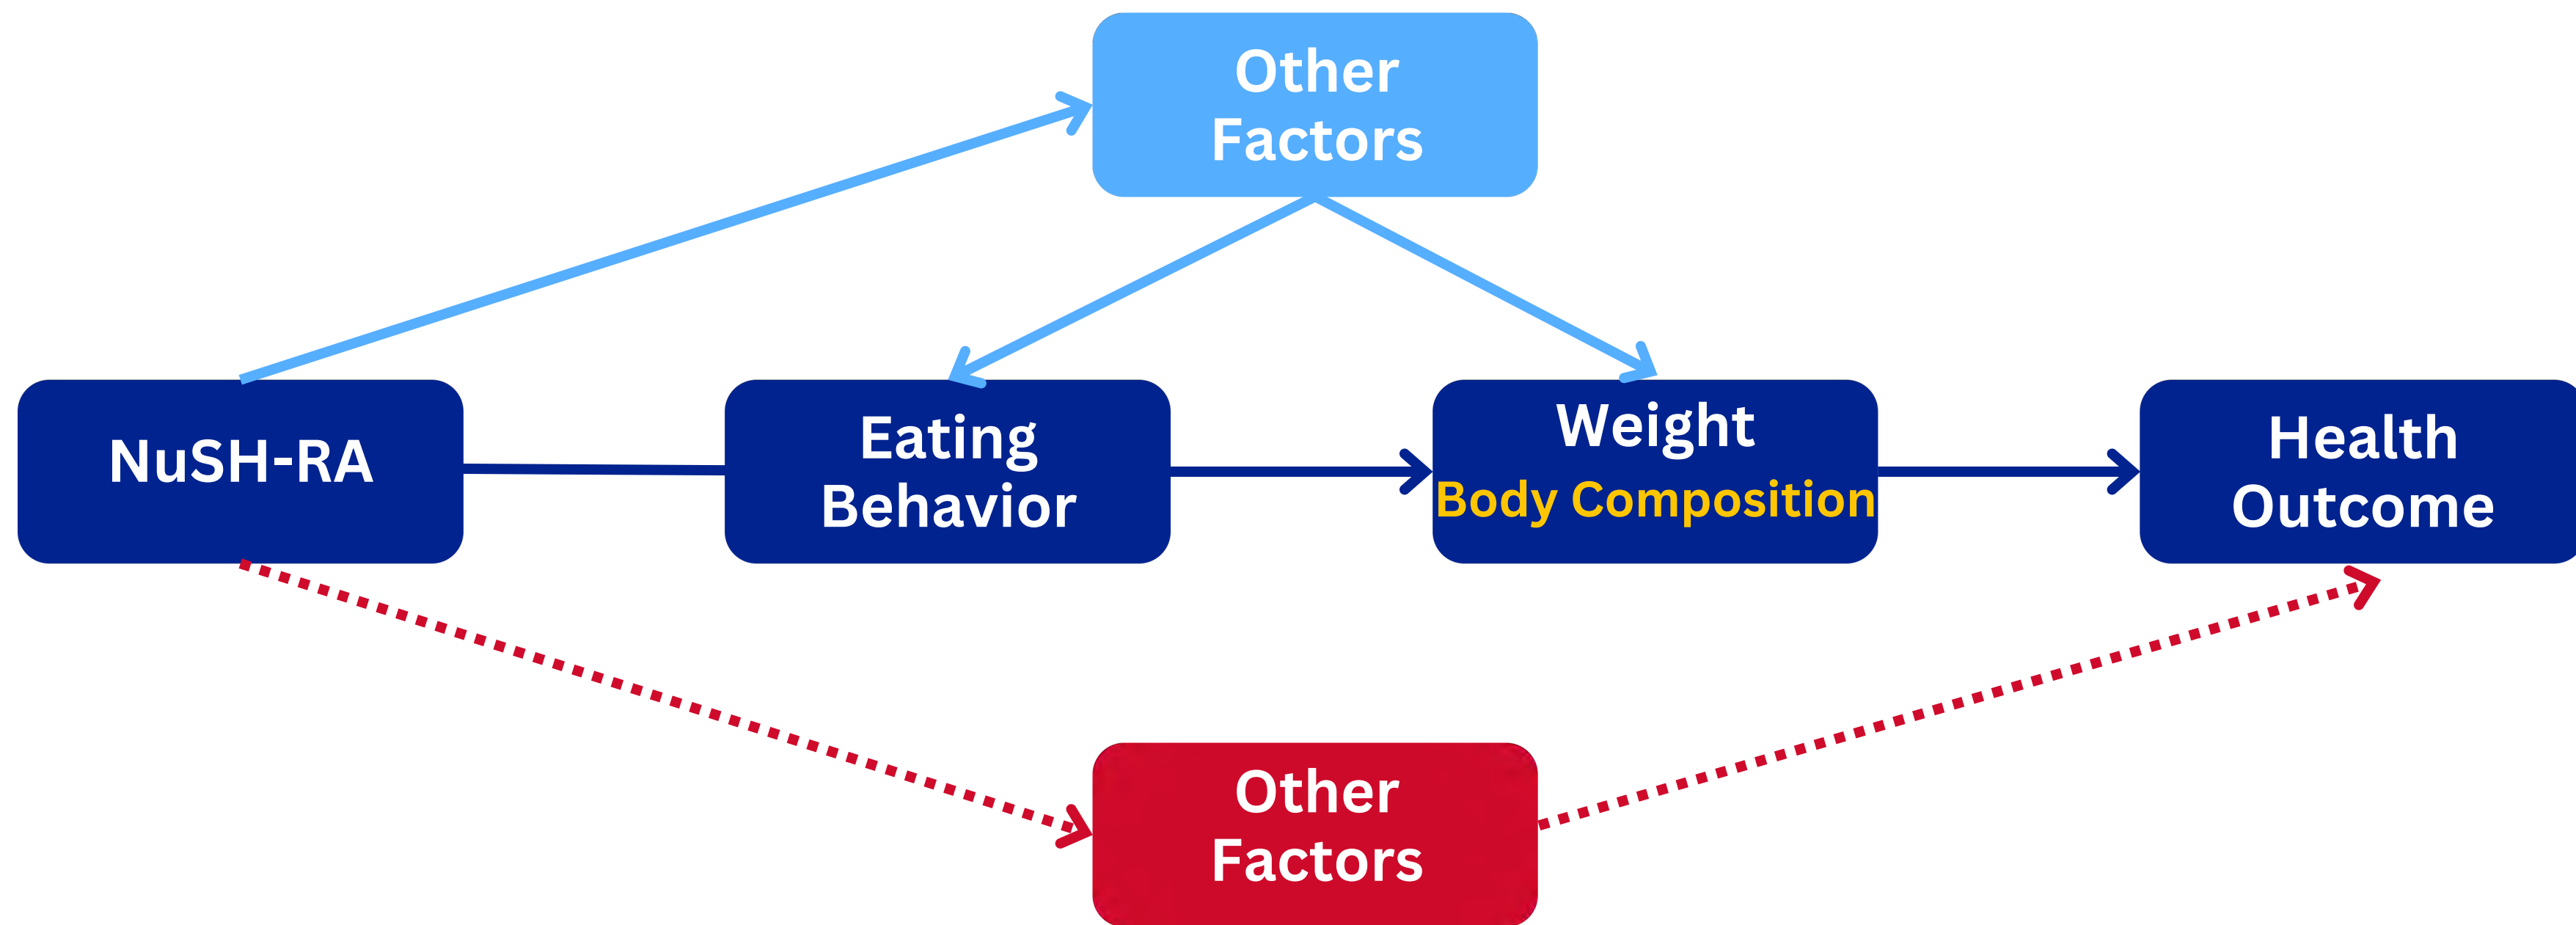 Other
Factors
NuSH-RA
Eating
Behavior
Weight
Body Composition
Health
Outcome
Other
Factors